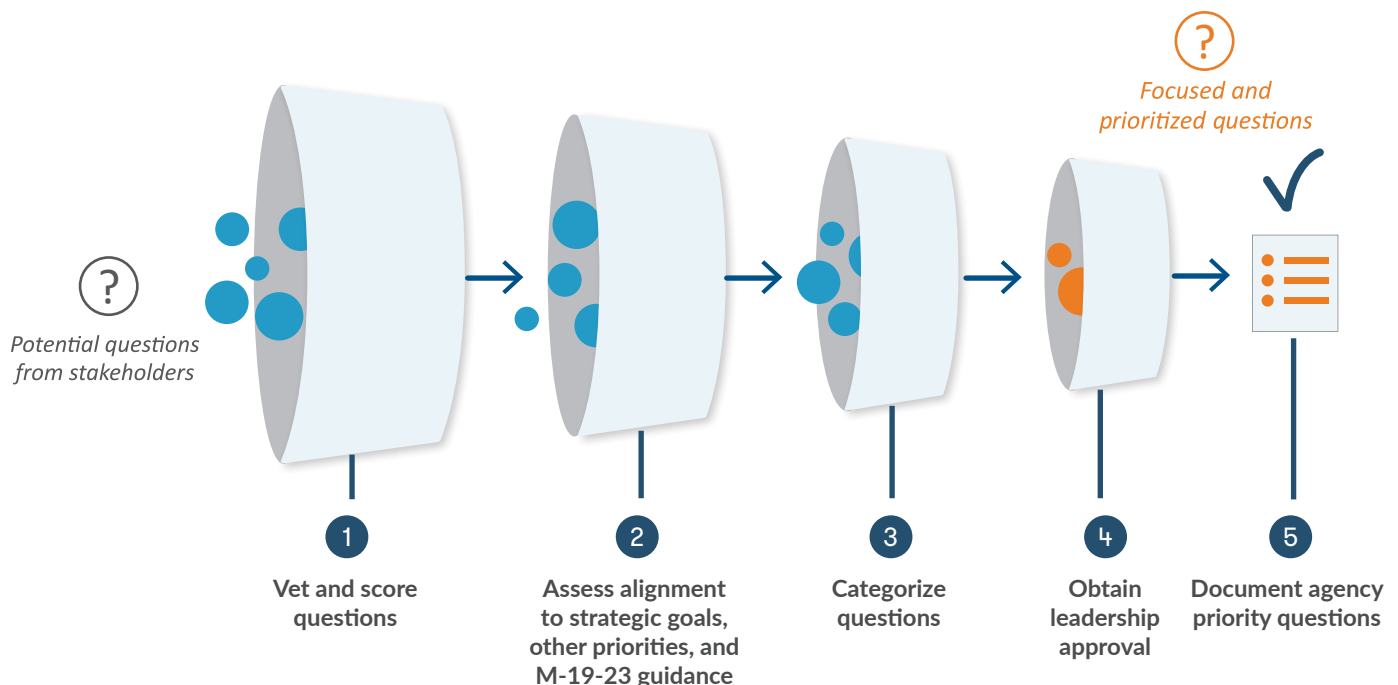 ?
Potential questions
from stakeholders
?
Focused and
prioritized questions
1
Vet and score
questions
2
Assess alignment
to strategic goals,
other priorities, and
M-19-23 guidance
3
Categorize
questions
4
Obtain
leadership
approval
5
Document agency
priority questions